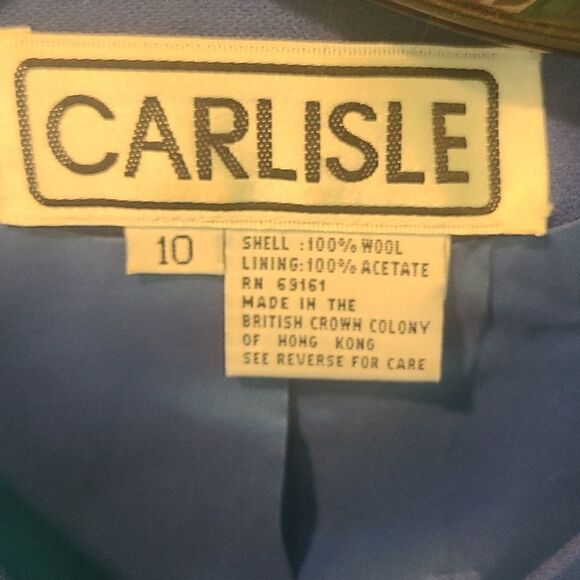 CARLISLE
10
SHELL :100% WOOL
LINING:100% ACETATE
RN 69161
MADE IN THE
BRITISH CROWN COLONY
OF HONG KONG
SEE REVERSE FOR CARE